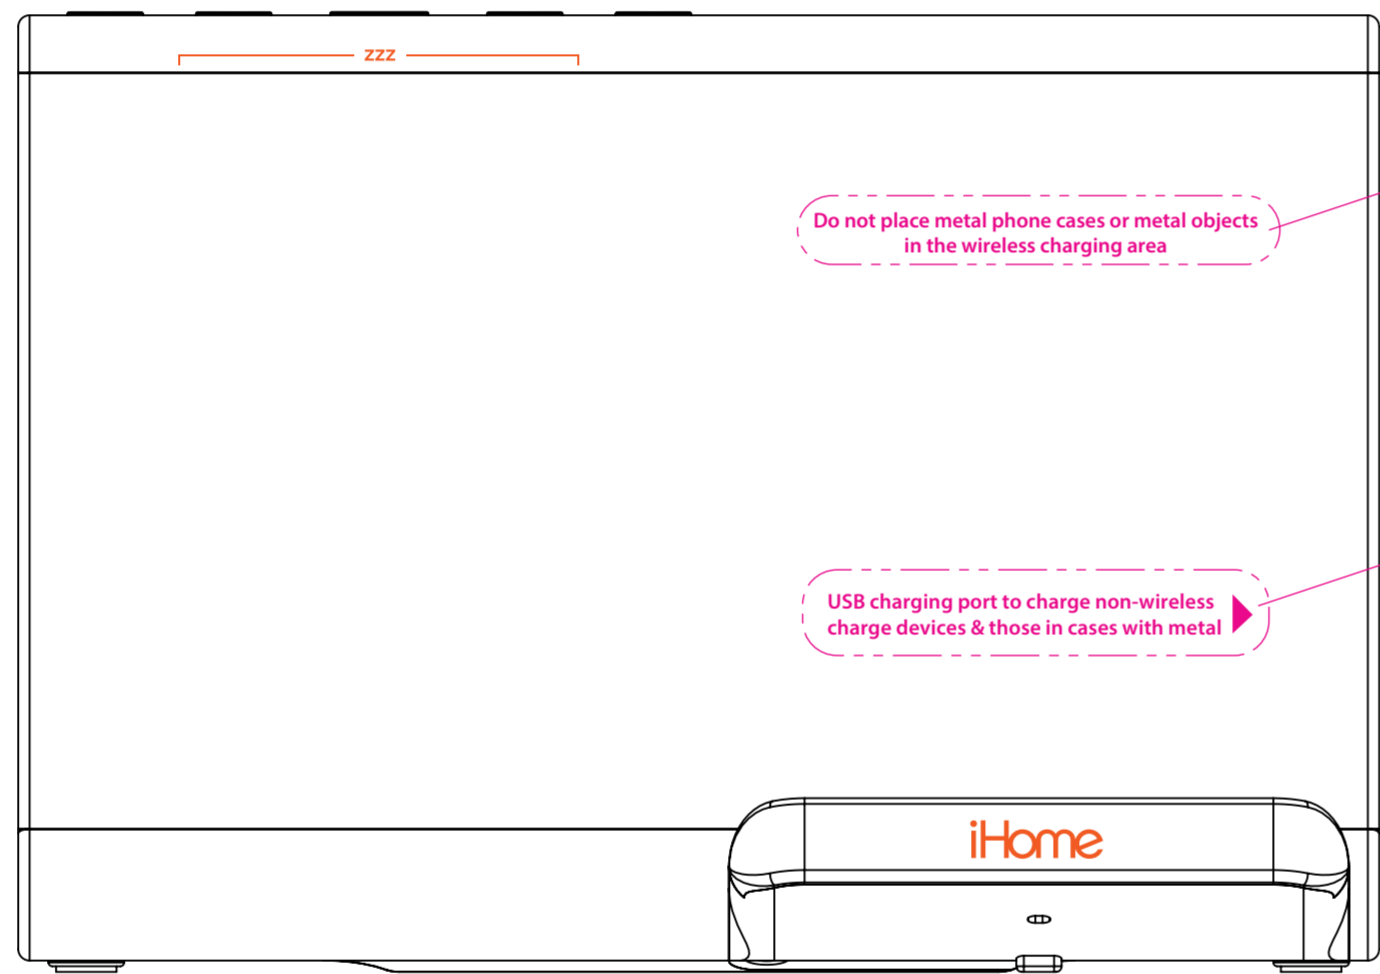 zzz
Do not place metal phone cases or metal objects
in the wireless charging area
USB charging port to charge non-wireless
charge devices & those in cases with metal
iHome